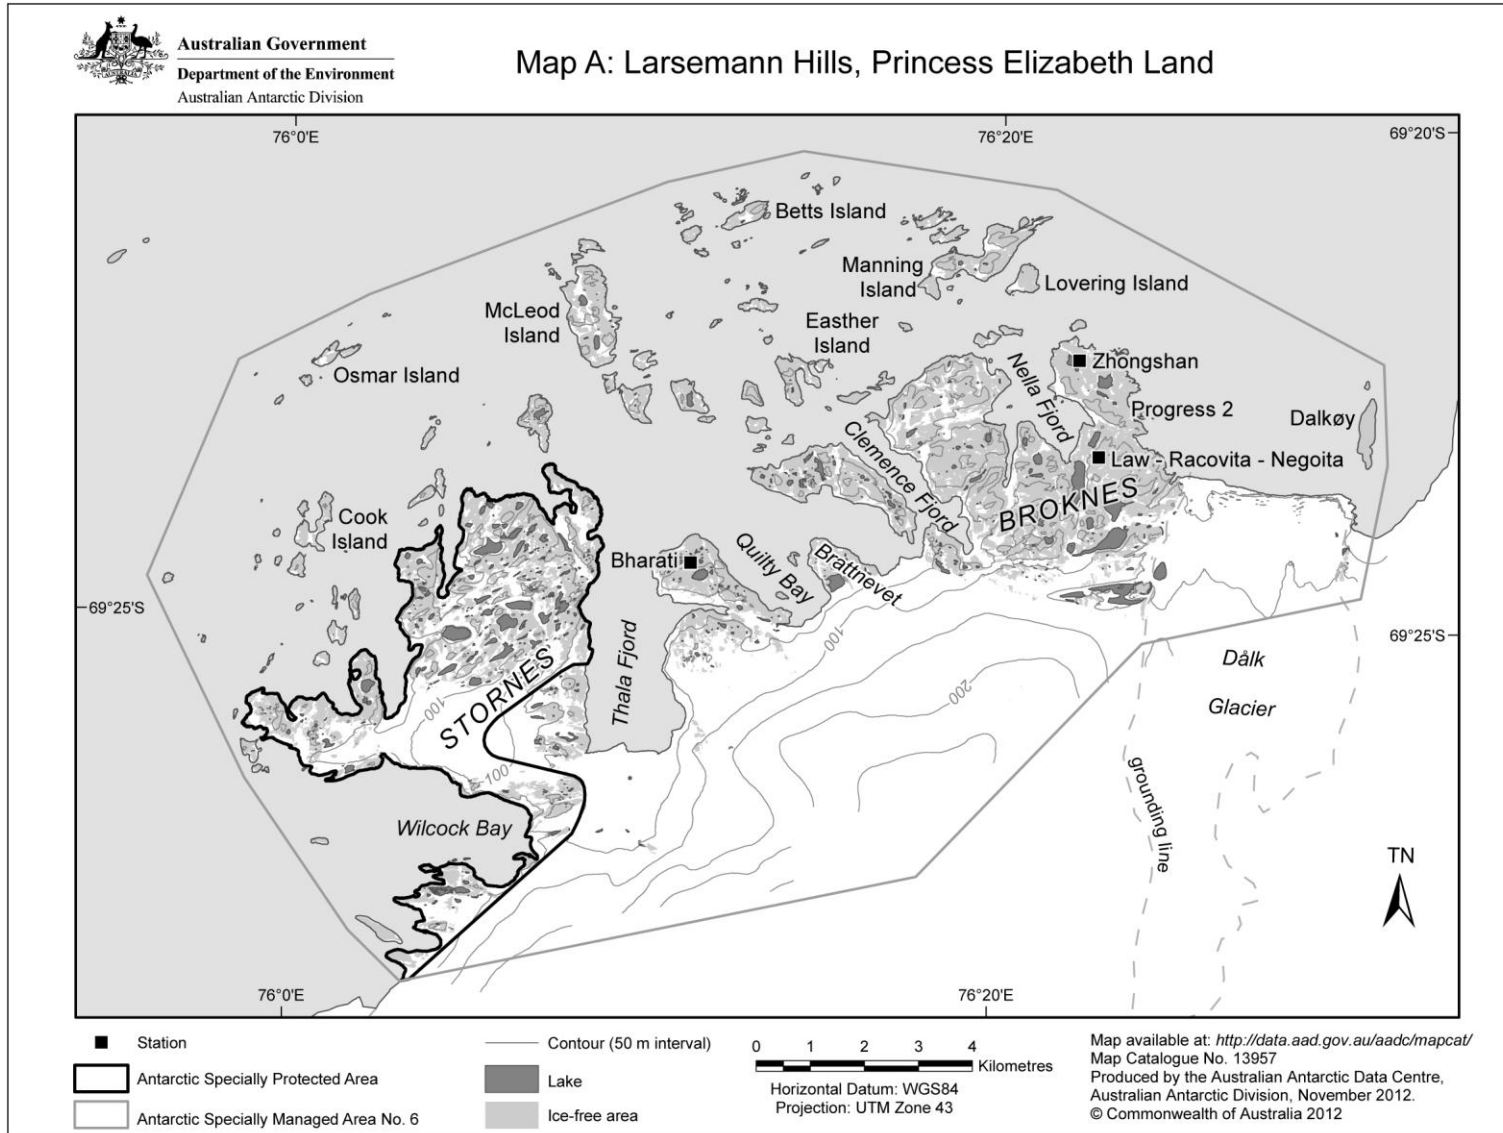 Australian Government
Department of the Environment
Australian Antarctic Division
Map A: Larsemann Hills, Princess Elizabeth Land
76°0'E
76°20'E
69°20'S
Betts Island
Manning
Island
Lovering Island
McLeod
Island
Easther
Island
Osmar Island
Nella Fjord
Zhongshan
Progress 2
Dalkøy
Clemence Fjord
Law - Racovita - Negoita
BROKNES
Cook
Island
Bharati
Quilty Bay
Brattnevet
69°25'S
69°25'S
100
Thala Fjord
STORNES
100
200
Dålk
Glacier
100
grounding line
Wilcock Bay
TN
76°0'E
76°20'E
Station
Antarctic Specially Protected Area
Antarctic Specially Managed Area No. 6
Contour (50 m interval)
Lake
Ice-free area
0 1 2 3 4
Kilometres
Horizontal Datum: WGS84
Projection: UTM Zone 43
Map available at: http://data.aad.gov.au/aadc/mapcat/
Map Catalogue No. 13957
Produced by the Australian Antarctic Data Centre,
Australian Antarctic Division, November 2012.
© Commonwealth of Australia 2012